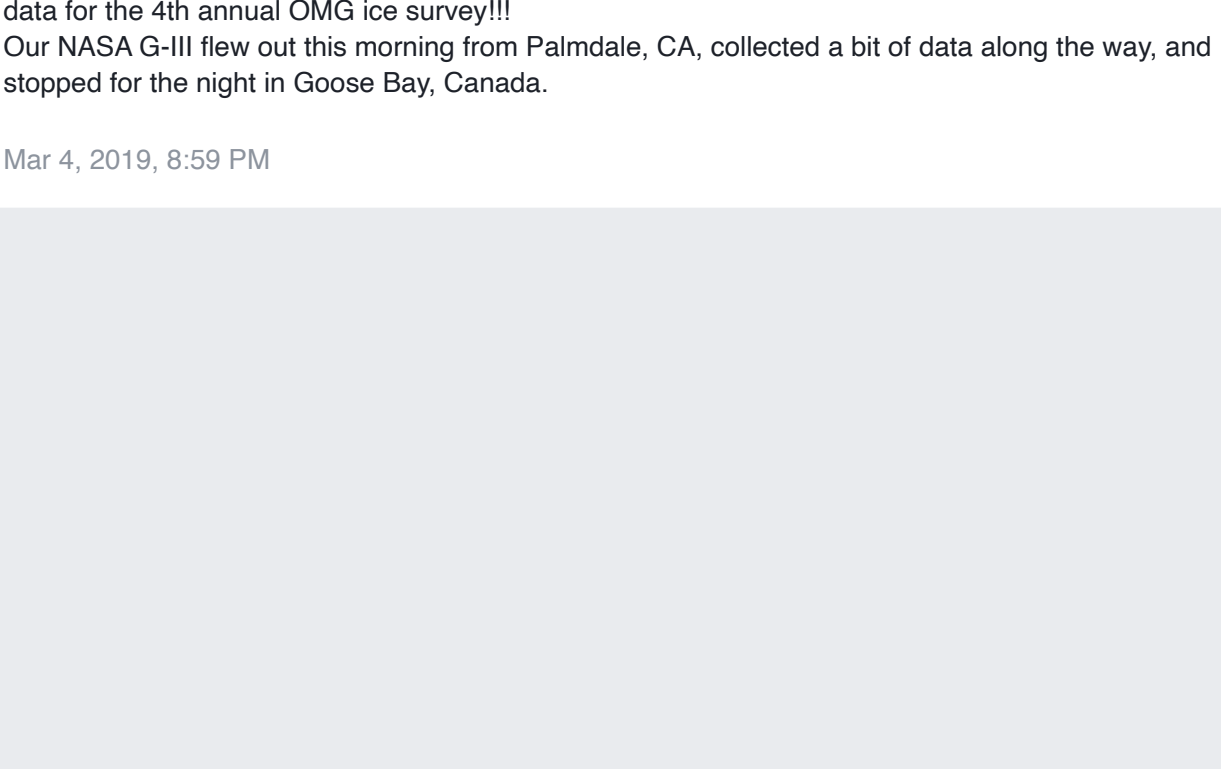 data for the 4th annual OMG ice survey!!!
Our NASA G-III flew out this morning from Palmdale, CA, collected a bit of data along the way, and
stopped for the night in Goose Bay, Canada.
Mar 4, 2019, 8:59 PM